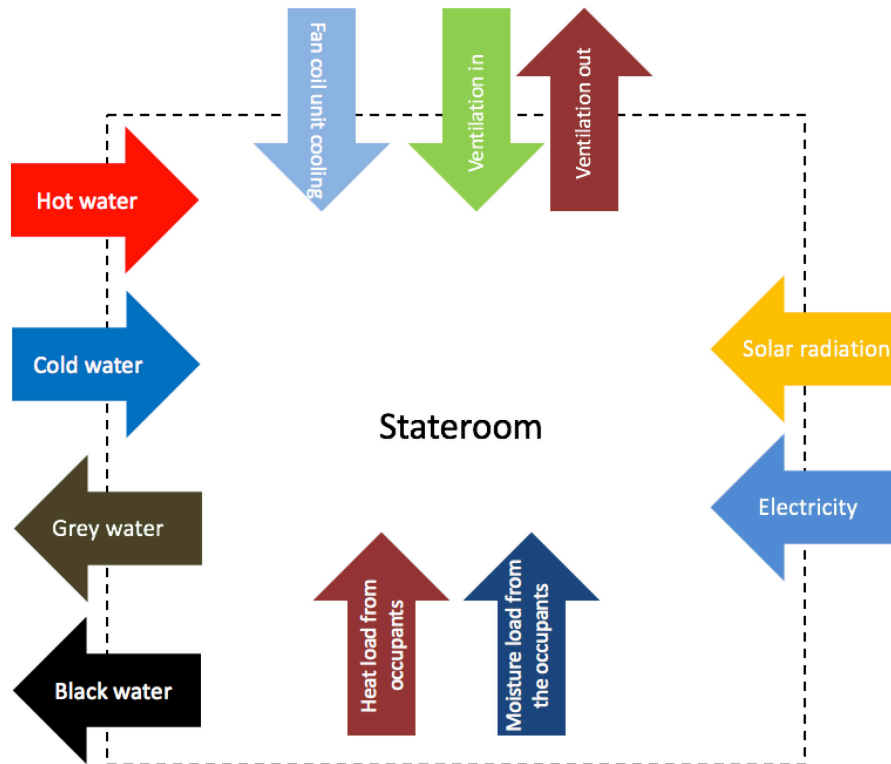 Fan coil unit cooling
Ventilation in
Ventilation out
Hot water
Cold water
Solar radiation
Stateroom
Electricity
Grey water
Heat load from
occupants
Moisture load from
the occupants
Black water